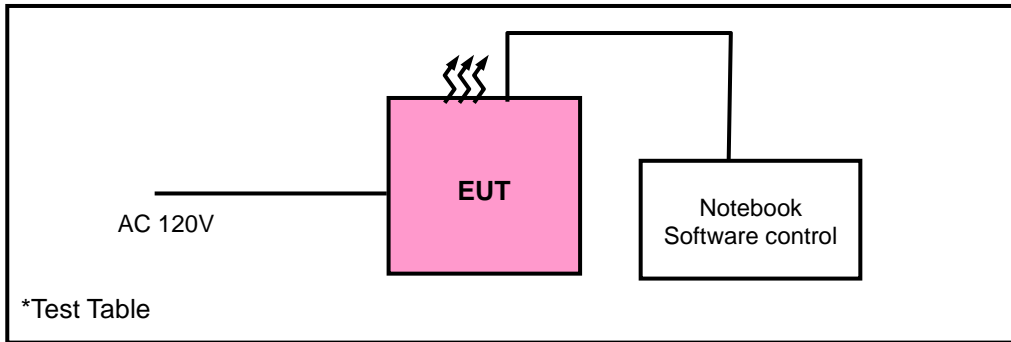 EUT
AC 120V
Notebook
Software control
*Test Table